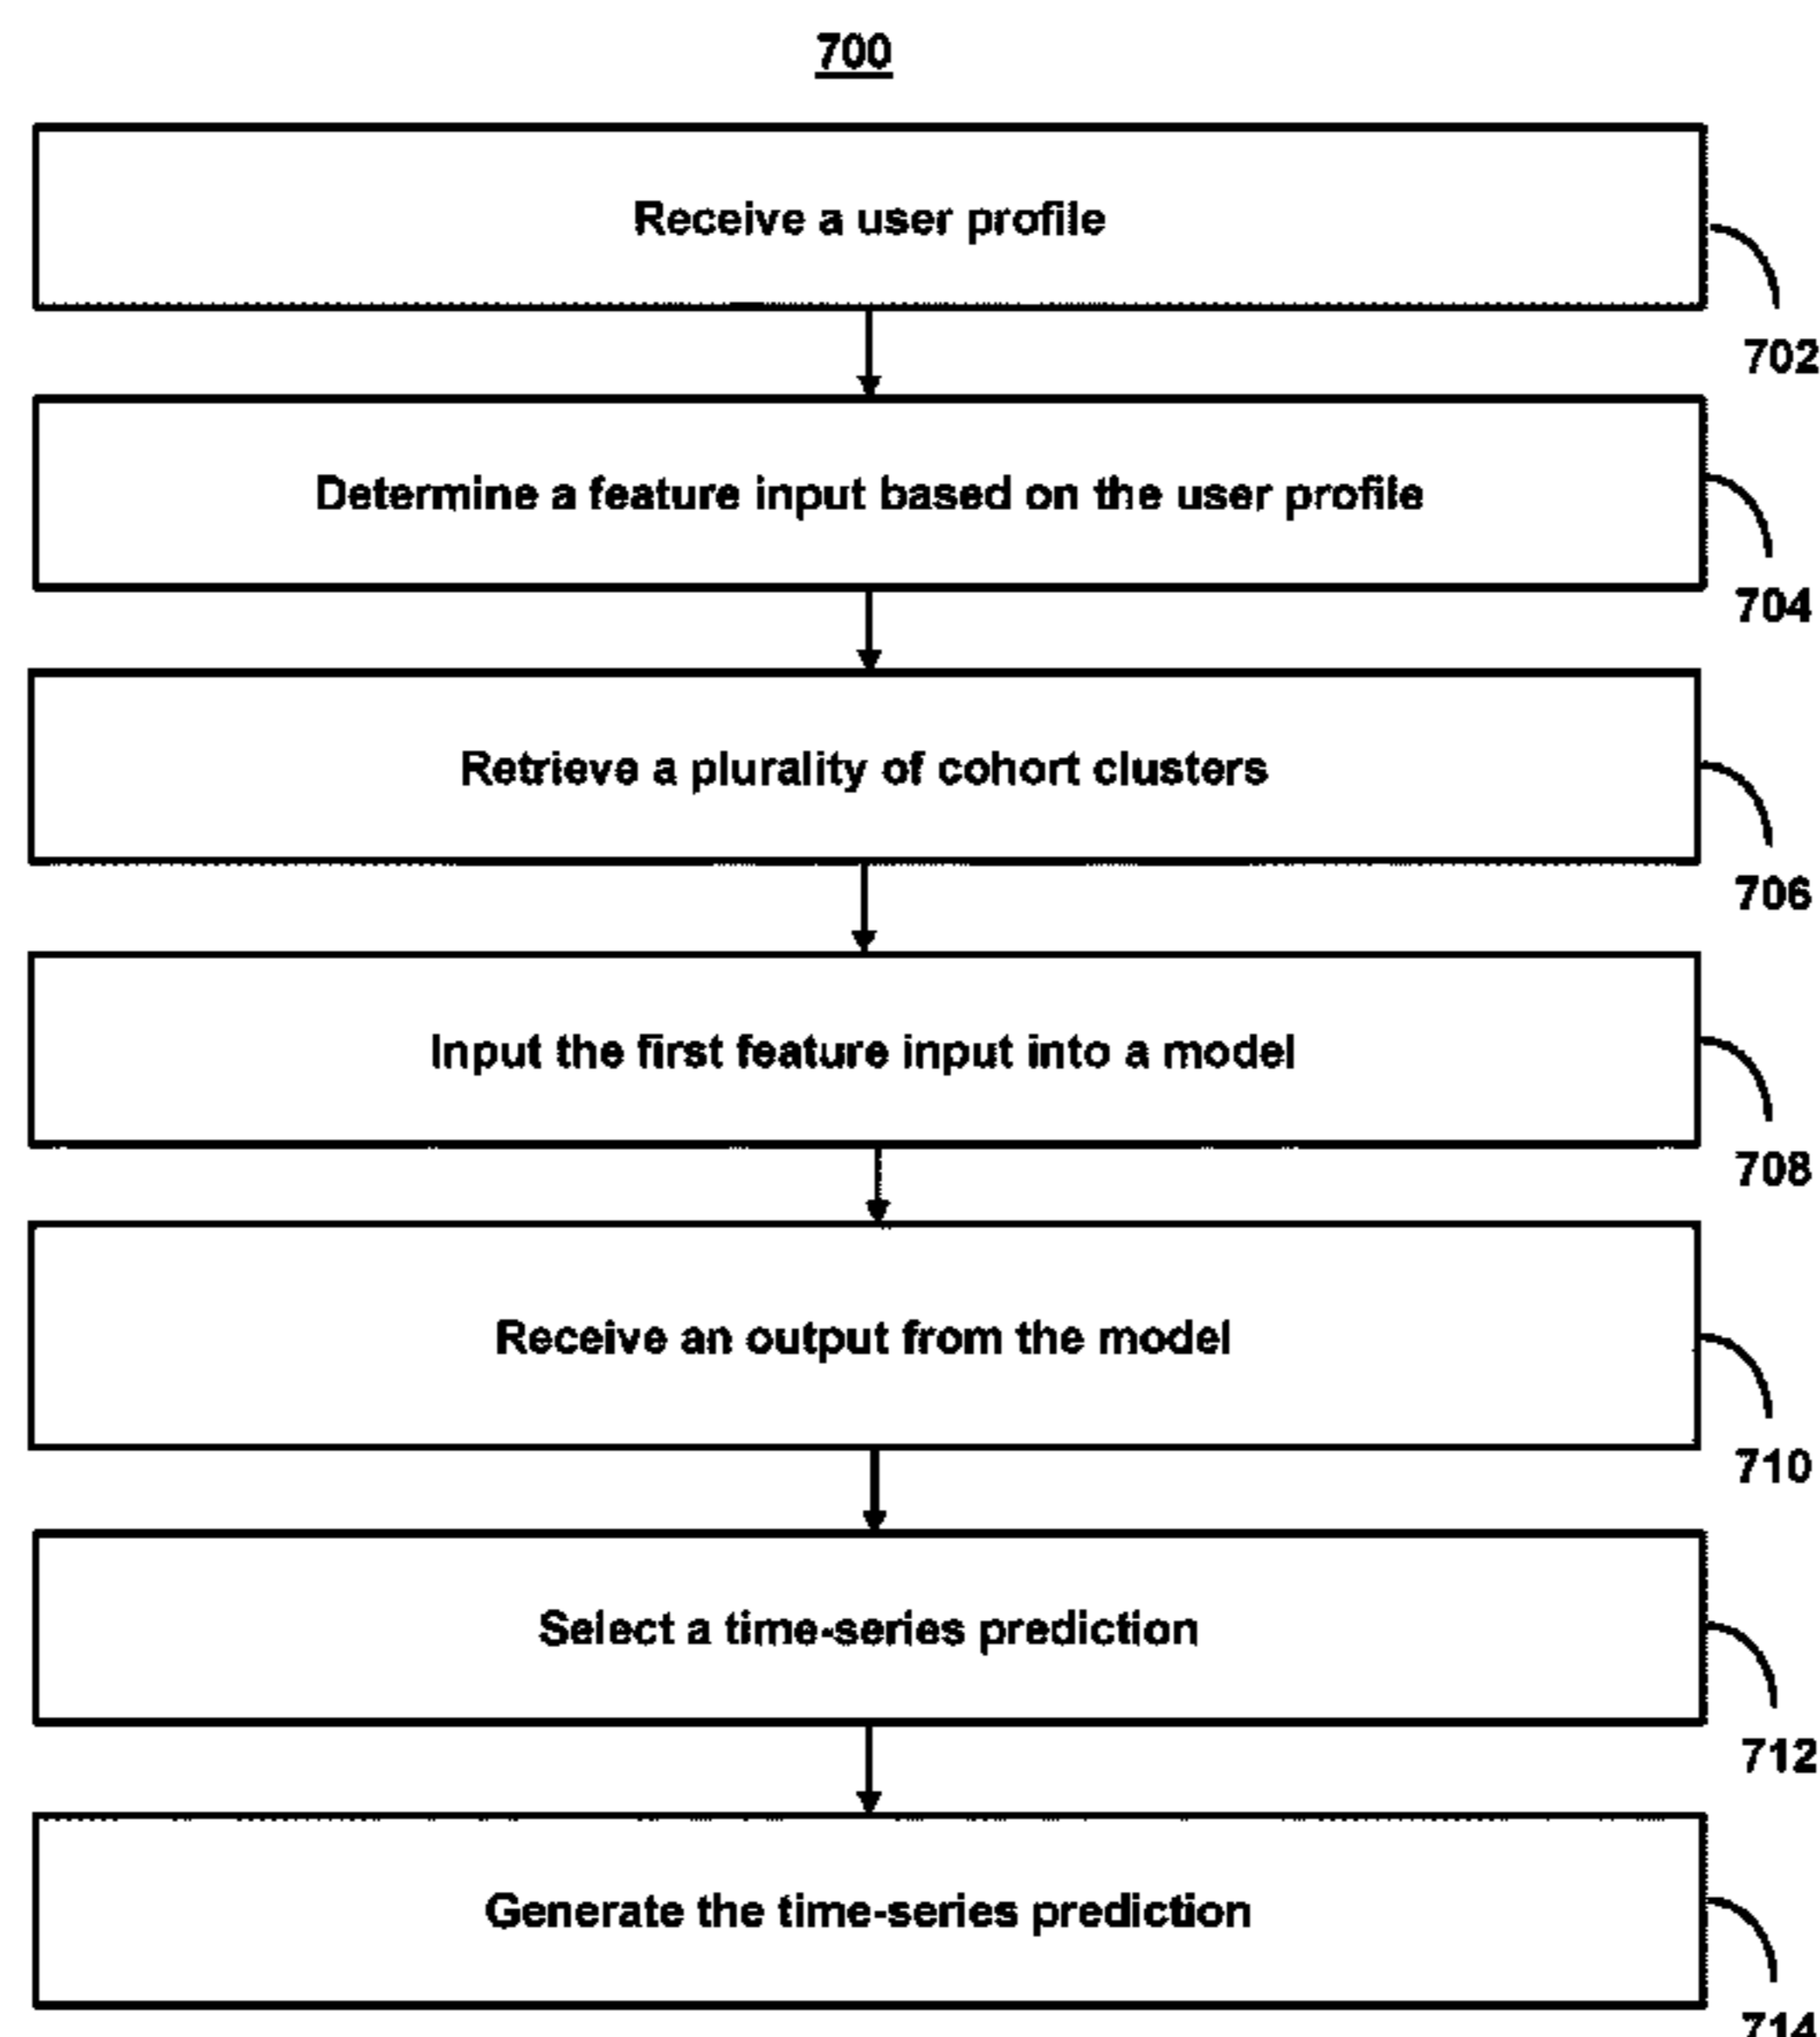 700
Receive a user profile
702
Determine a feature input based on the user profile
704
Retrieve a plurality of cohort clusters
706
Input the first feature input into a model
708
Receive an output from the model
710
Select a time-series prediction
712
Generate the time-series prediction
714